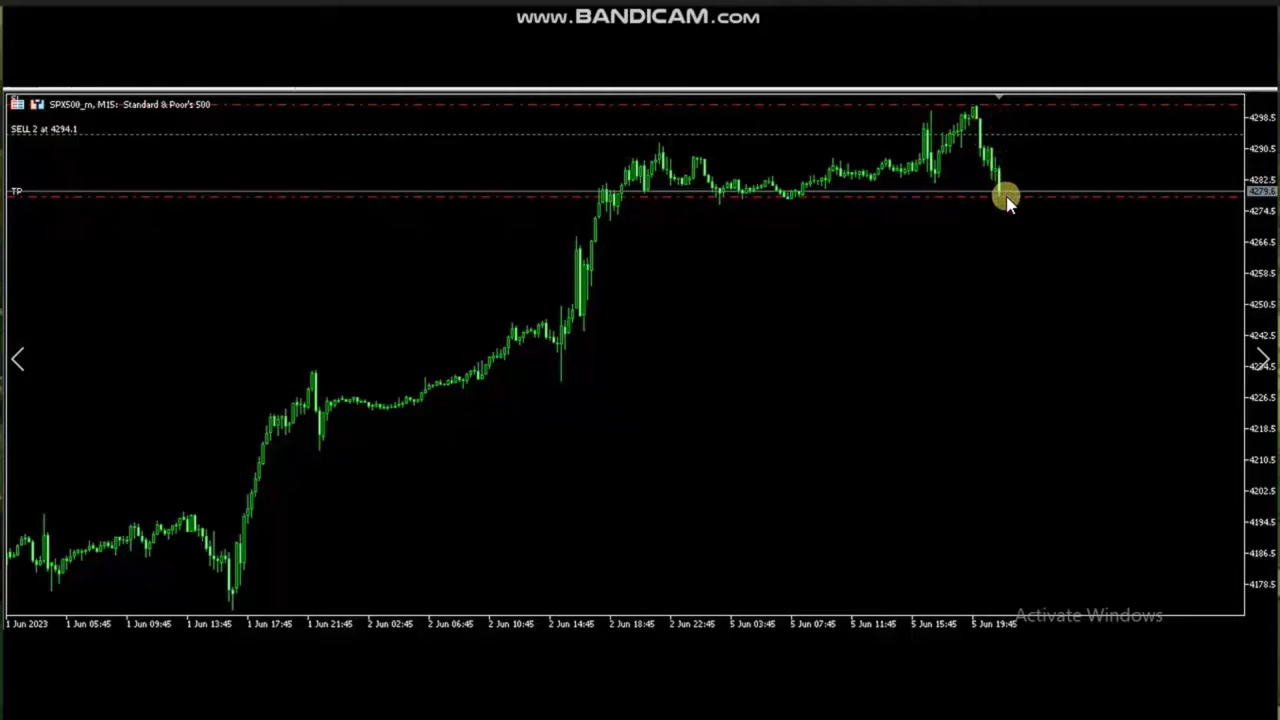 www.BANDICAM.com
SPX500_m, M15: Standard & Poor's 500
SELL 2 at 4294.1
TP
4298.5
4290.5
4282.5
4279.6
4274.5
4266.5
4258.5
4250.5
4242.5
4234.5
4226.5
4218.5
4210.5
4202.5
4194.5
4186.5
4178.5
1 Jun 2023 1 Jun 05:45 1 Jun 09:45 1 Jun 13:45 1 Jun 17:45 1 Jun 21:45 2 Jun 02:45 2 Jun 06:45 2 Jun 10:45 2 Jun 14:45 2 Jun 18:45 2 Jun 22:45 5 Jun 03:45 5 Jun 07:45 5 Jun 11:45 5 Jun 15:45 5 Jun 19:45
Activate Windows